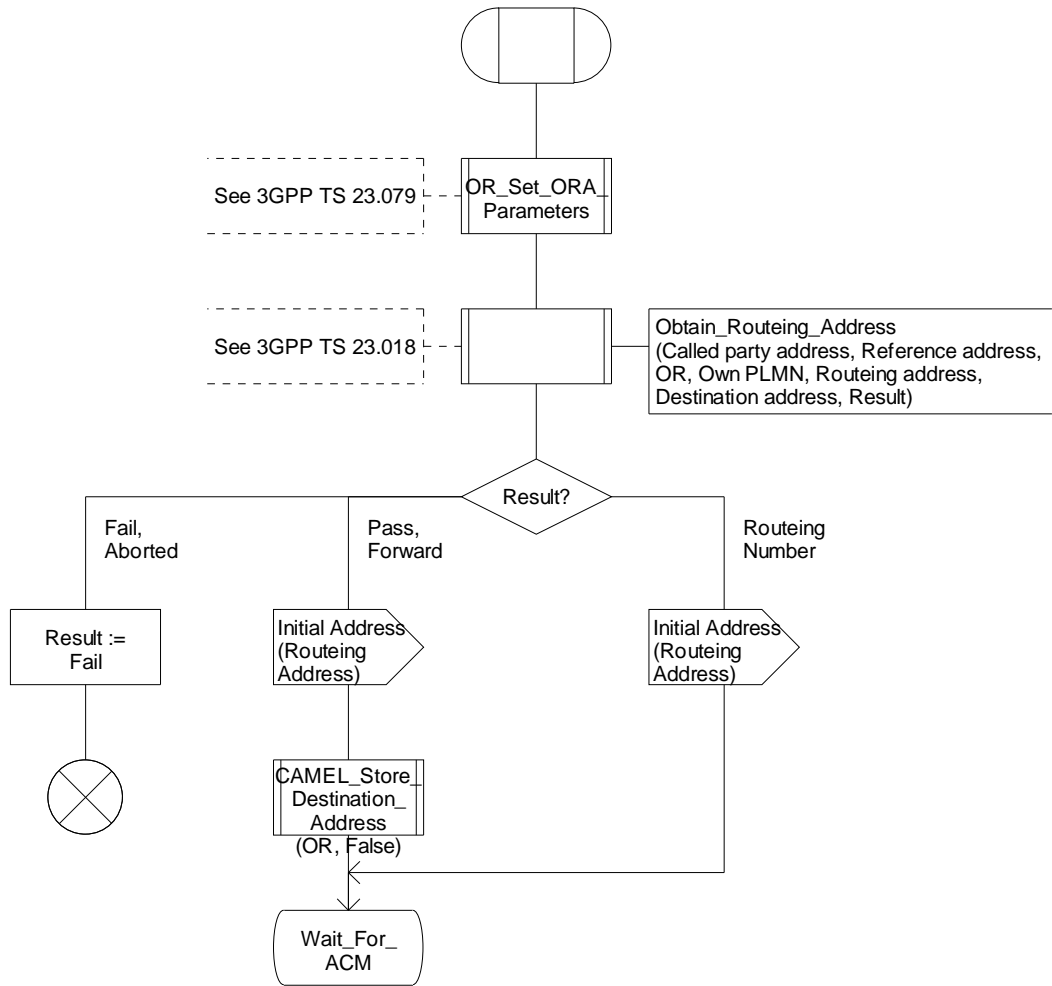 See 3GPP TS 23.079
OR_Set_ORA_
Parameters
See 3GPP TS 23.018
Obtain_Routeing_Address
(Called party address, Reference address,
OR, Own PLMN, Routeing address,
Destination address, Result)
Result?
Fail,
Aborted
Pass,
Forward
Routeing
Number
Result :=
Fail
Initial Address
(Routeing
Address)
Initial Address
(Routeing
Address)
CAMEL_Store_
Destination_
Address
(OR, False)
Wait_For_
ACM